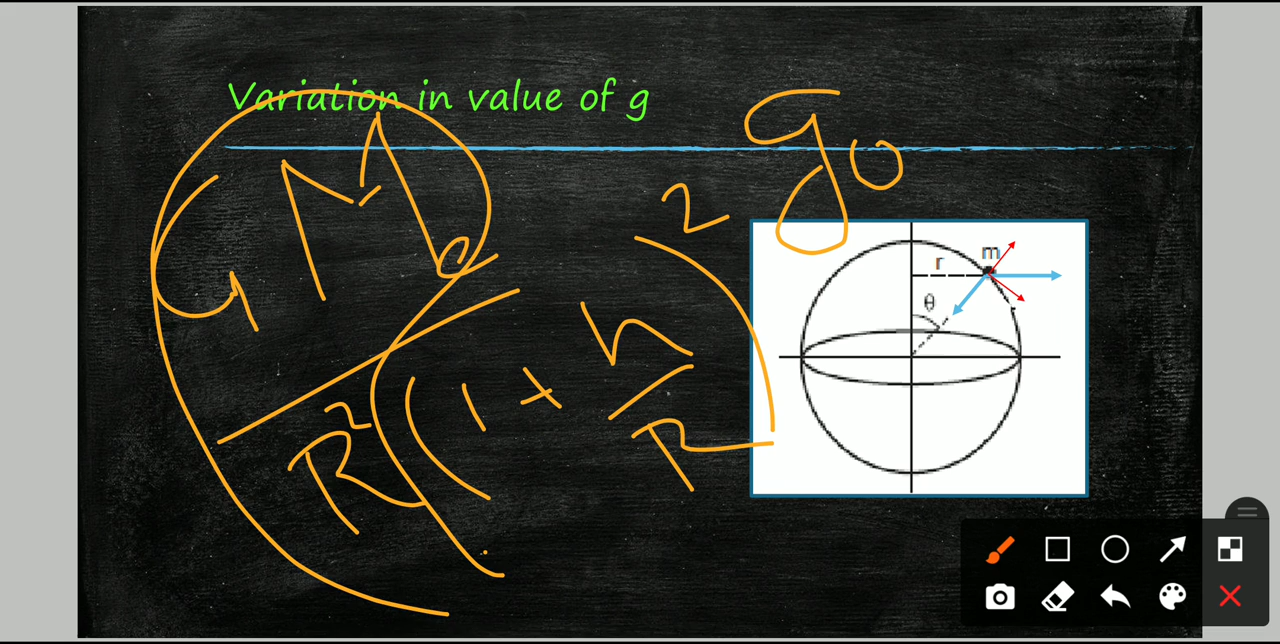 Variation in value of g
g0
GMe
R² (1 + h/R)²
m
r
θ